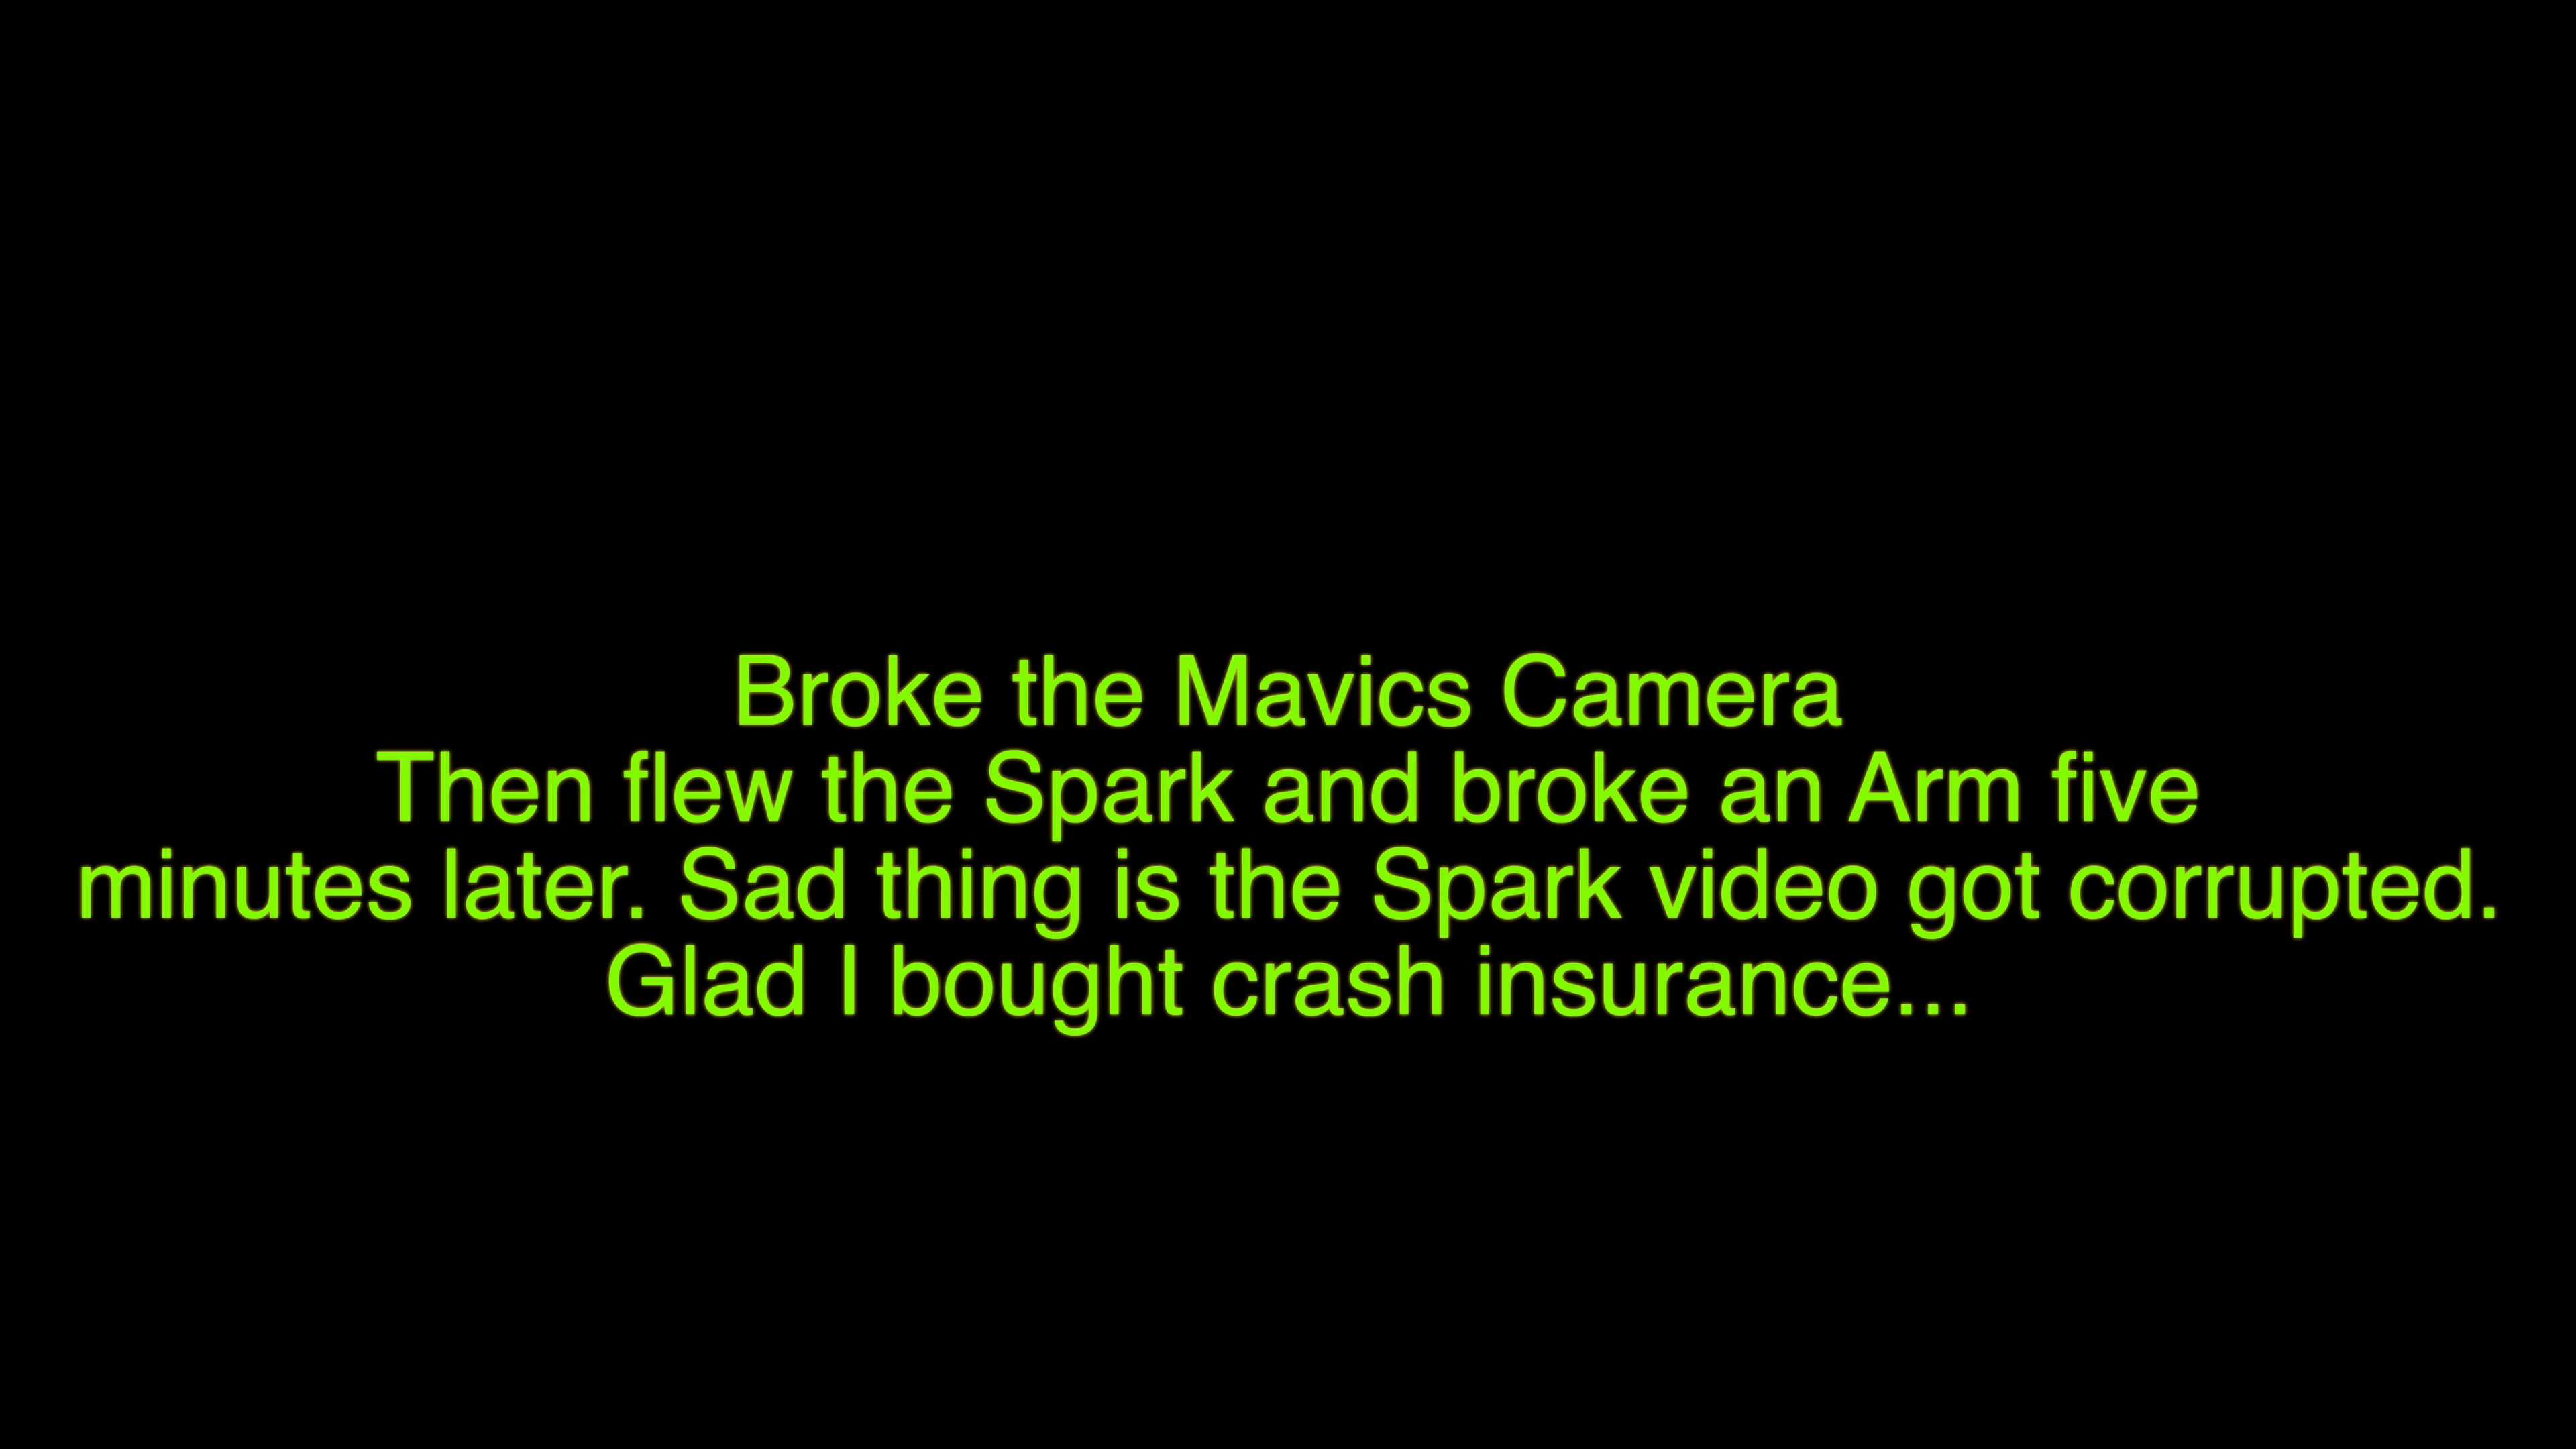 Broke the Mavics Camera
Then flew the Spark and broke an Arm five
minutes later. Sad thing is the Spark video got corrupted.
Glad I bought crash insurance...